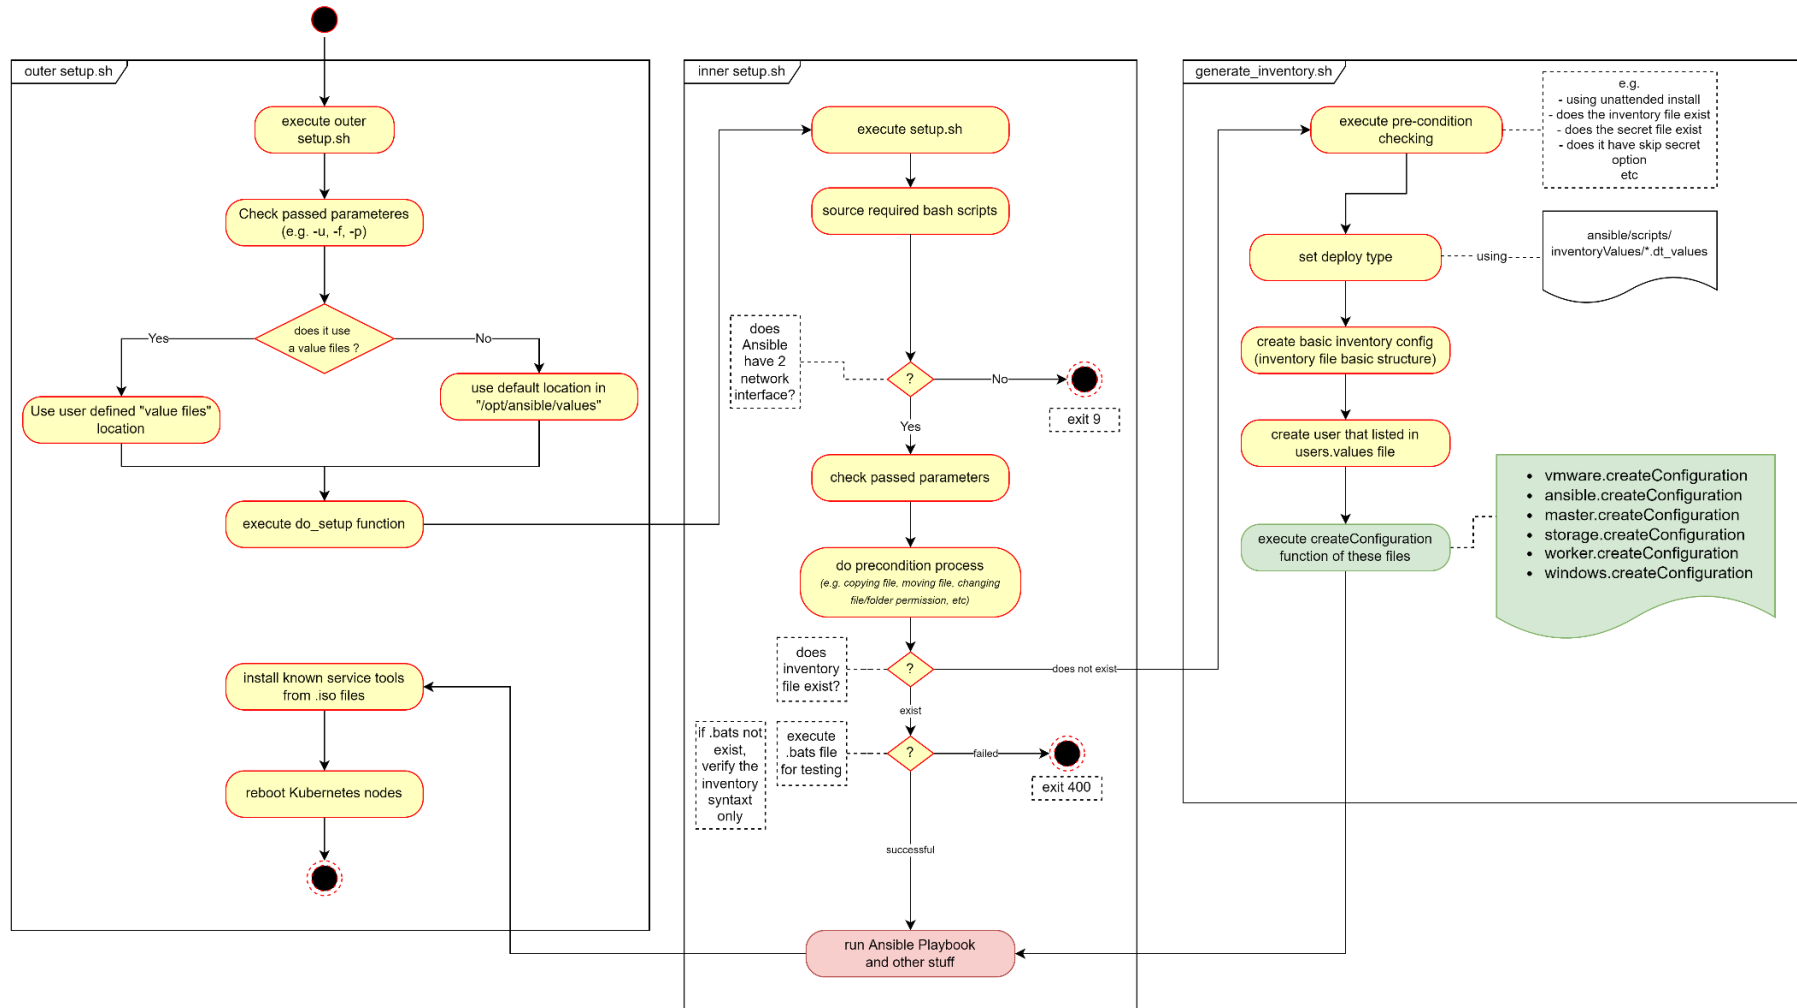 outer setup.sh
execute outer
setup.sh
Check passed parameteres
(e.g. -u, -f, -p)
does it use
a value files ?
Yes
No
Use user defined "value files"
location
use default location in
"/opt/ansible/values"
execute do_setup function
install known service tools
from .iso files
reboot Kubernetes nodes
inner setup.sh
execute setup.sh
source required bash scripts
does
Ansible
have 2
network
interface?
?
No
exit 9
Yes
check passed parameters
do precondition process
(e.g. copying file, moving file, changing
file/folder permission, etc)
does
inventory
file exist?
?
does not exist
exist
if .bats not
exist,
verify the
inventory
syntaxt
only
execute
.bats file
for testing
?
failed
exit 400
successful
run Ansible Playbook
and other stuff
generate_inventory.sh
execute pre-condition
checking
e.g.
- using unattended install
- does the inventory file exist
- does the secret file exist
- does it have skip secret
option
etc
set deploy type
using
ansible/scripts/
inventoryValues/*.dt_values
create basic inventory config
(inventory file basic structure)
create user that listed in
users.values file
execute createConfiguration
function of these files
• vmware.createConfiguration
• ansible.createConfiguration
• master.createConfiguration
• storage.createConfiguration
• worker.createConfiguration
• windows.createConfiguration